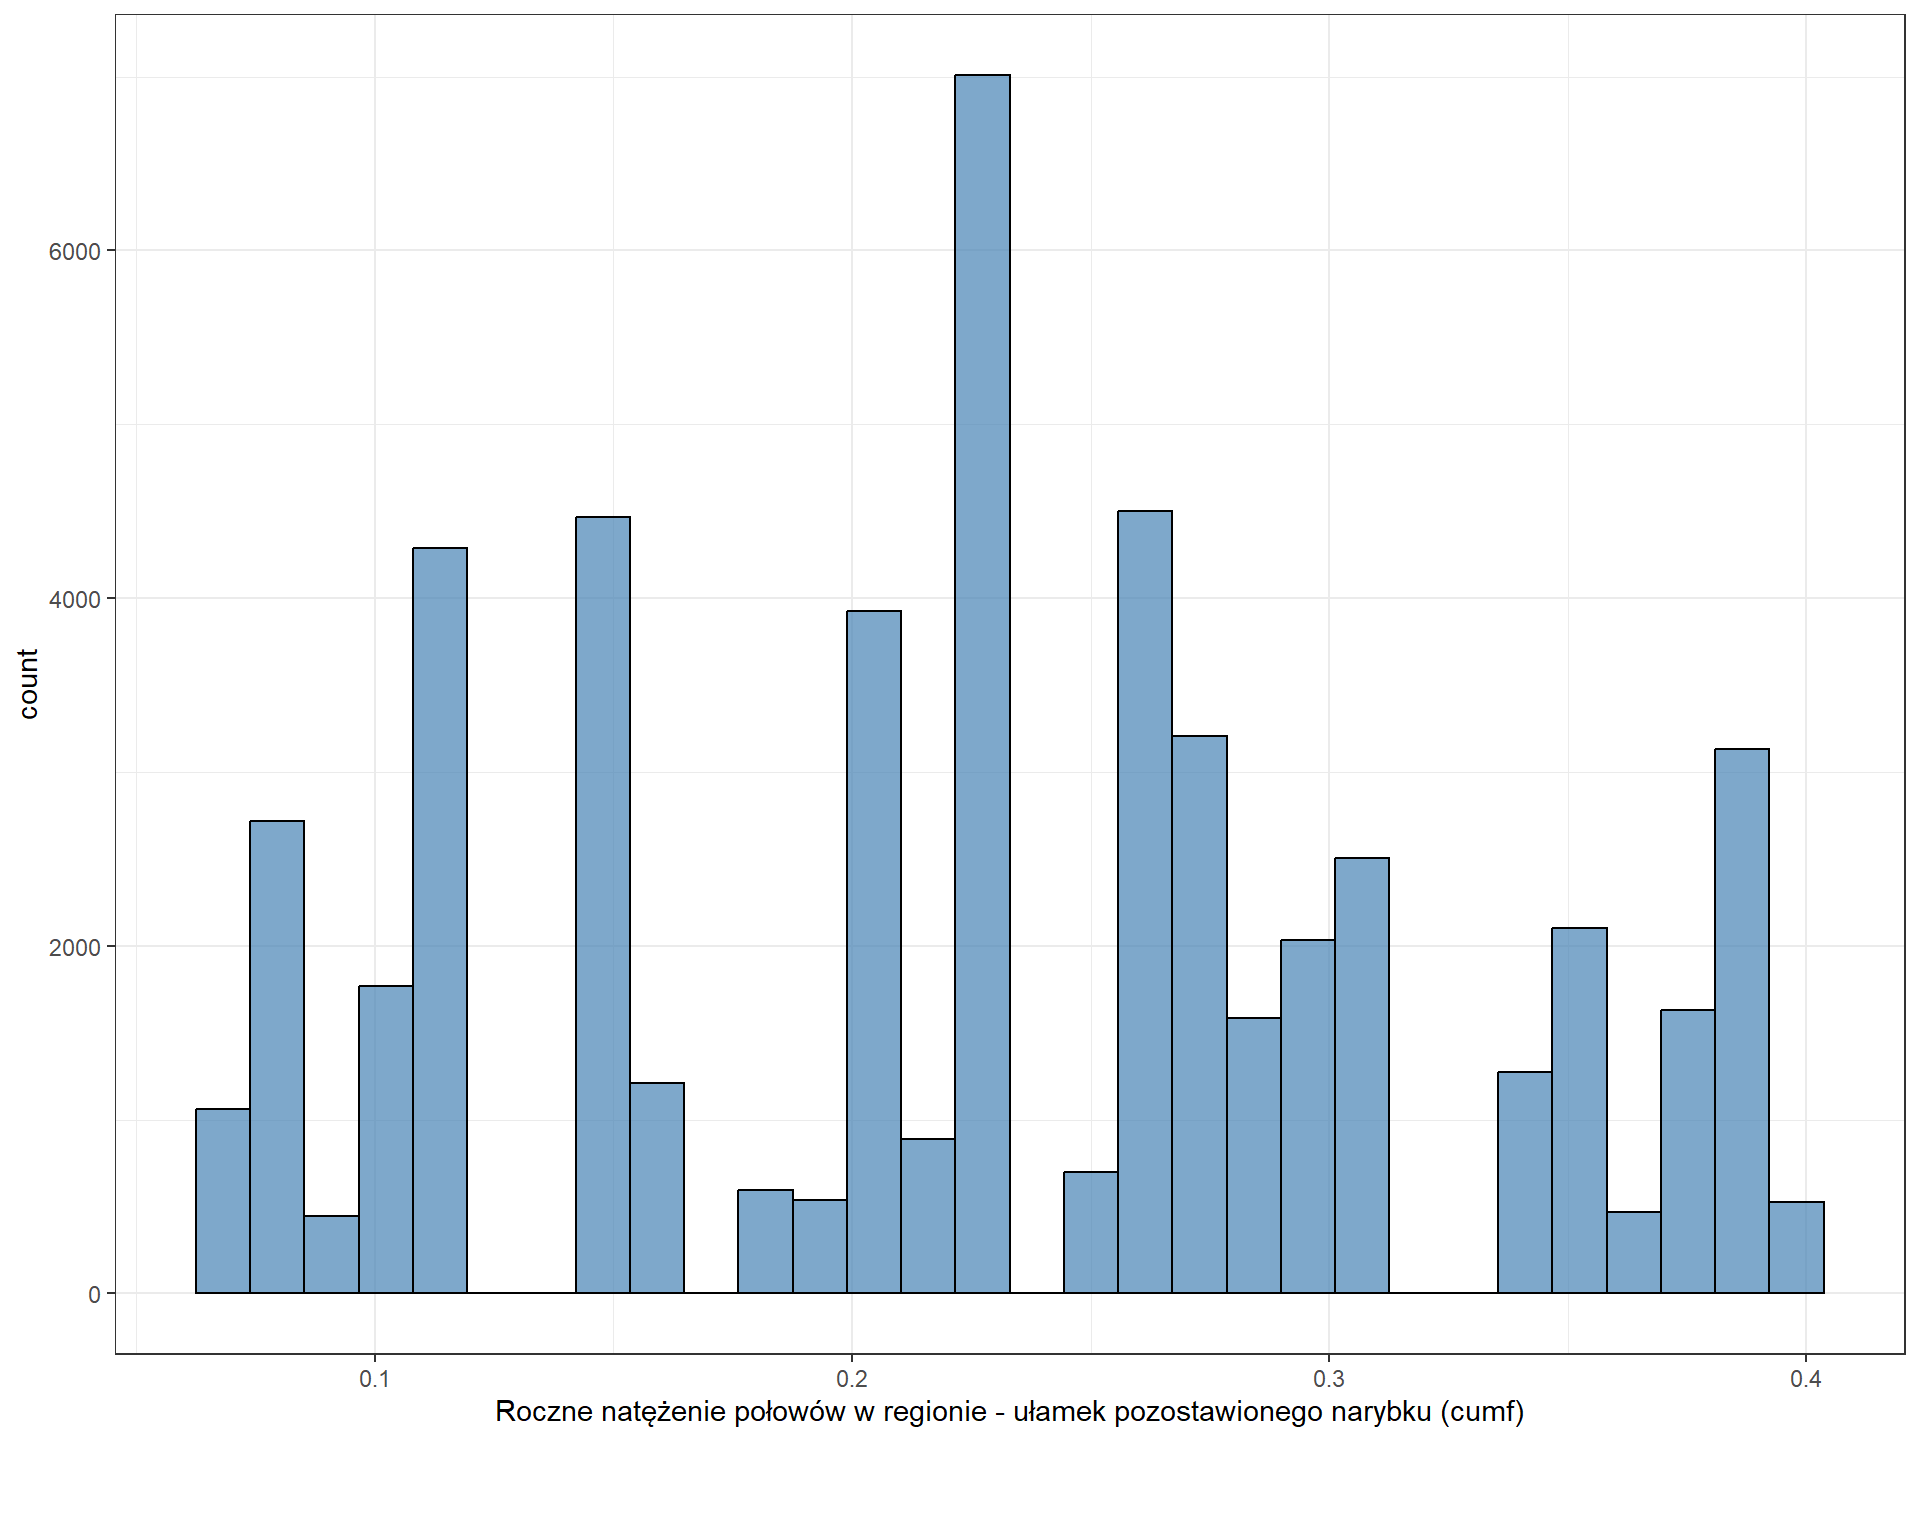 6000
4000
2000
0
count
0.1 0.2 0.3 0.4
Roczne natężenie połowów w regionie - ułamek pozostawionego narybku (cumf)